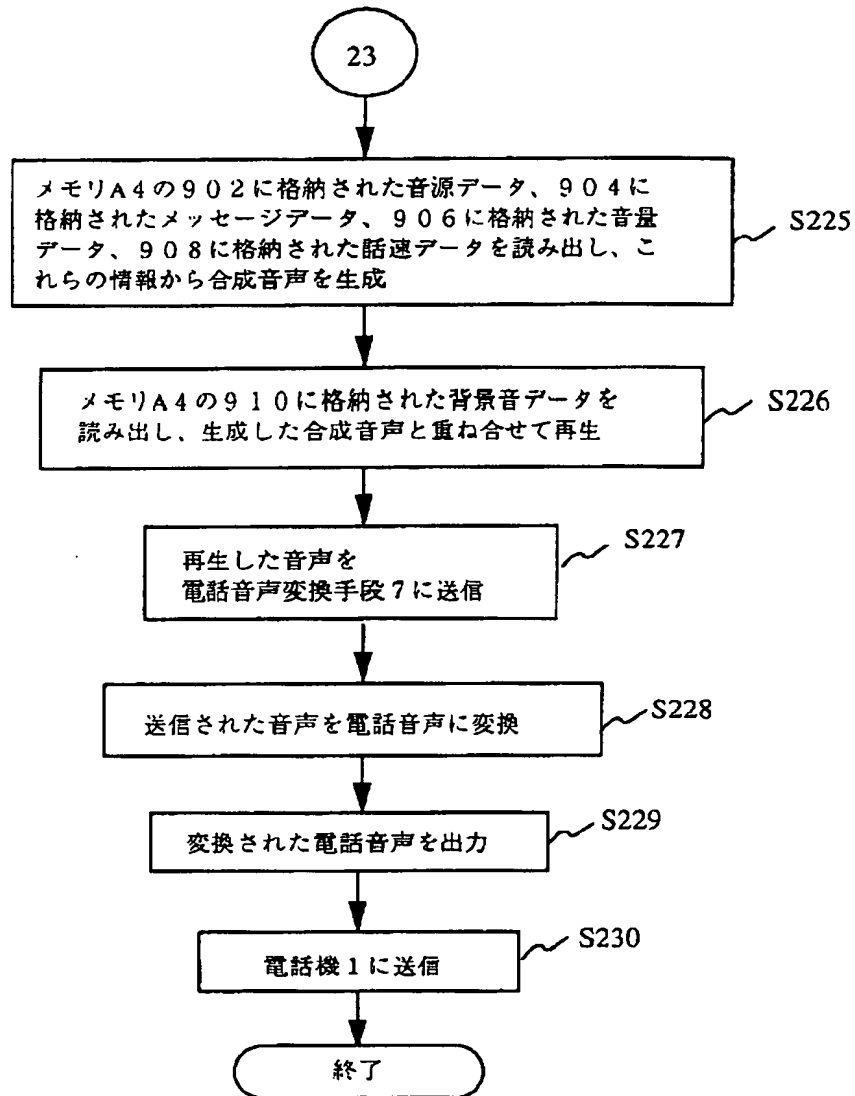 23
メモリA4の902に格納された音源データ、904に
格納されたメッセージデータ、906に格納された音量
データ、908に格納された話速データを読み出し、こ
れらの情報から合成音声を生成
S225
メモリA4の910に格納された背景音データを
読み出し、生成した合成音声と重ね合せて再生
S226
再生した音声を
電話音声変換手段7に送信
S227
送信された音声を電話音声に変換
S228
変換された電話音声を出力
S229
電話機1に送信
S230
終了